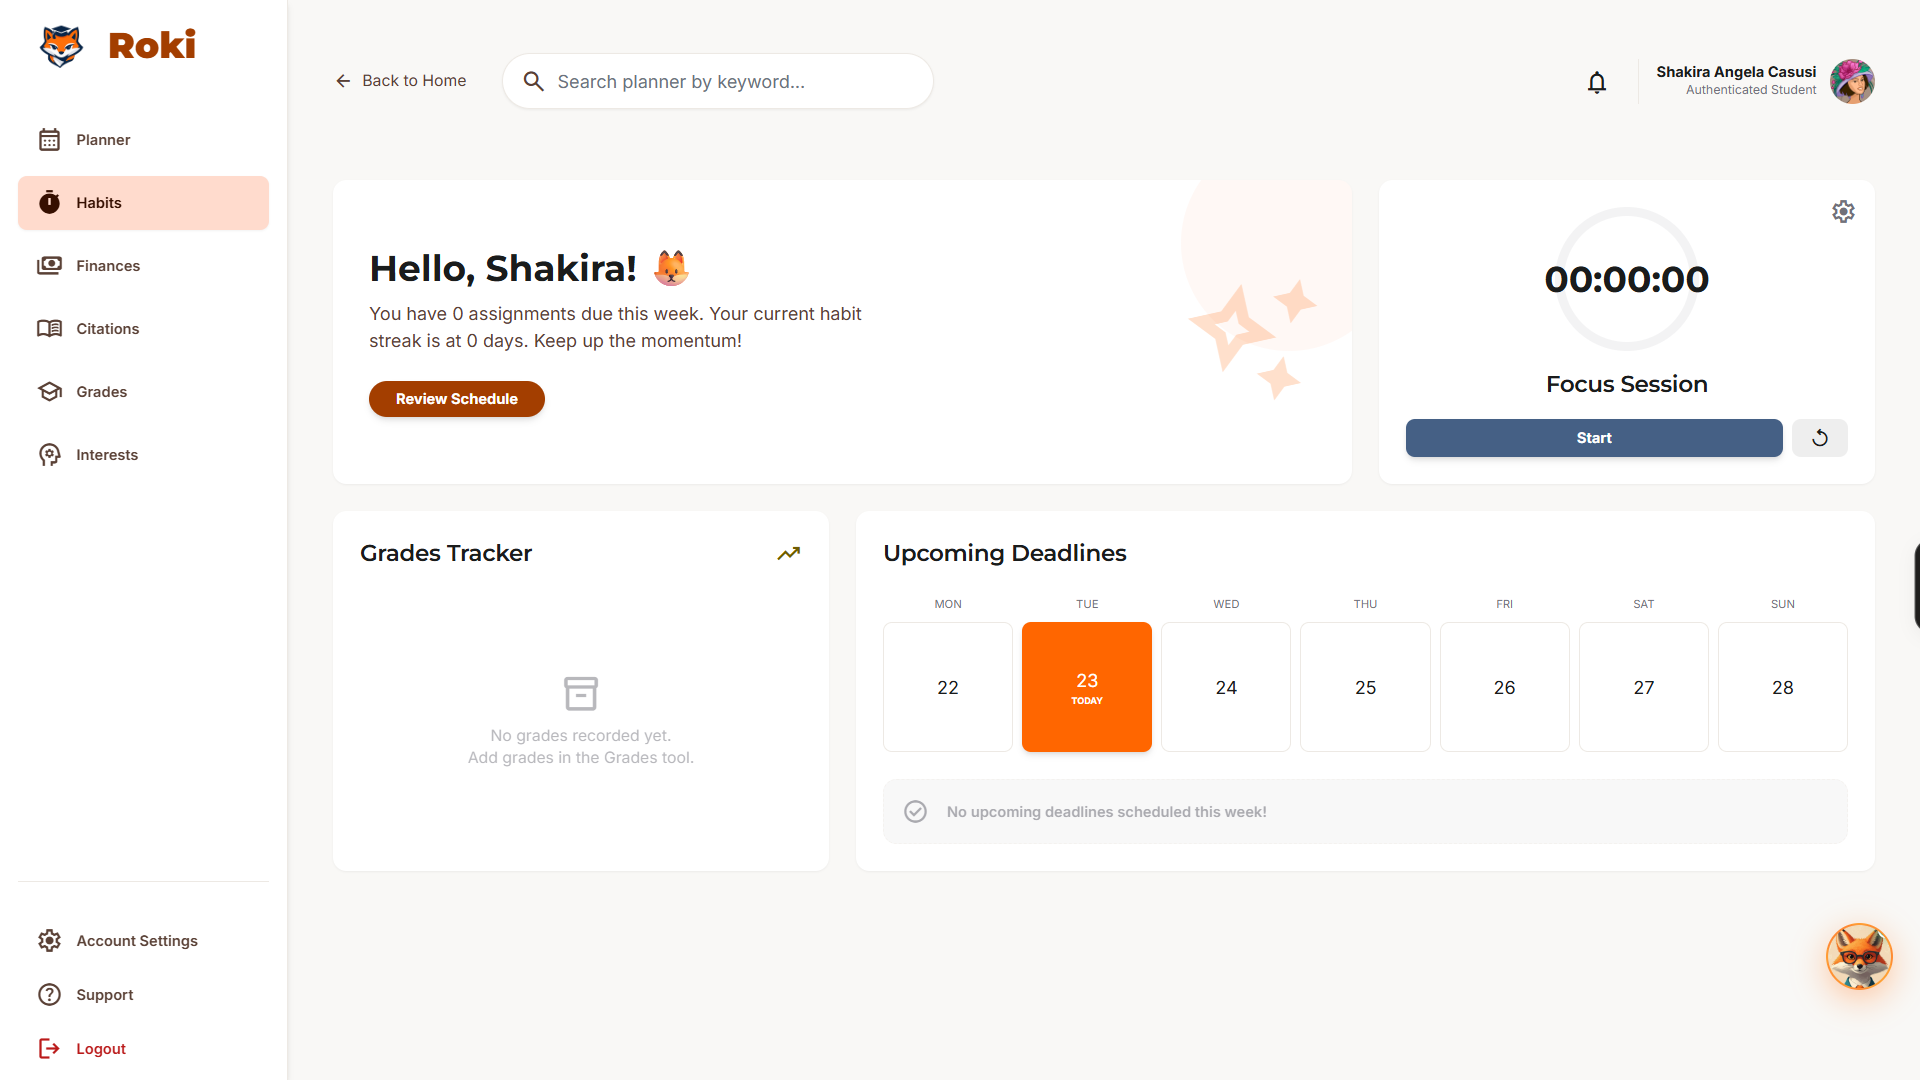 Roki
Planner
Habits
Finances
Citations
Grades
Interests
Account Settings
Support
Logout
Back to Home
Search planner by keyword...
Shakira Angela Casusi
Authenticated Student
Hello, Shakira! 🦊
You have 0 assignments due this week. Your current habit
streak is at 0 days. Keep up the momentum!
Review Schedule
00:00:00
Focus Session
Start
Grades Tracker
No grades recorded yet.
Add grades in the Grades tool.
Upcoming Deadlines
MON TUE WED THU FRI SAT SUN
22 23 24 25 26 27 28
TODAY
No upcoming deadlines scheduled this week!